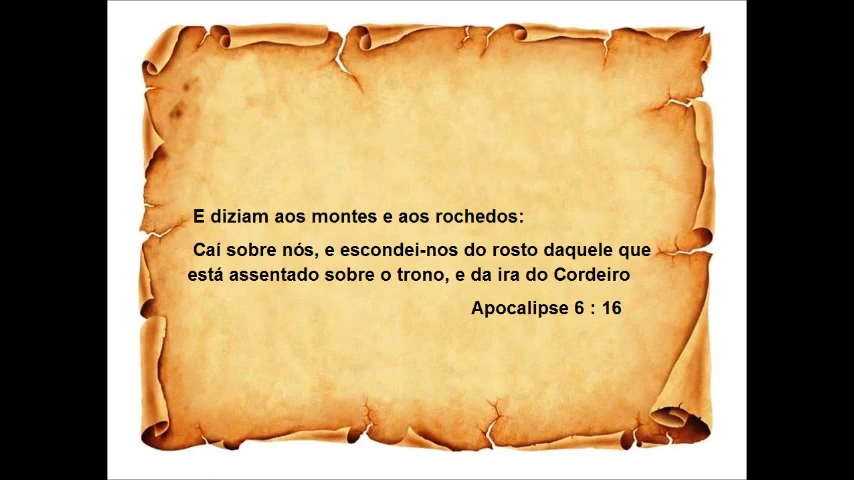 E diziam aos montes e aos rochedos:
Caí sobre nós, e escondei-nos do rosto daquele que
está assentado sobre o trono, e da ira do Cordeiro
Apocalipse 6 : 16